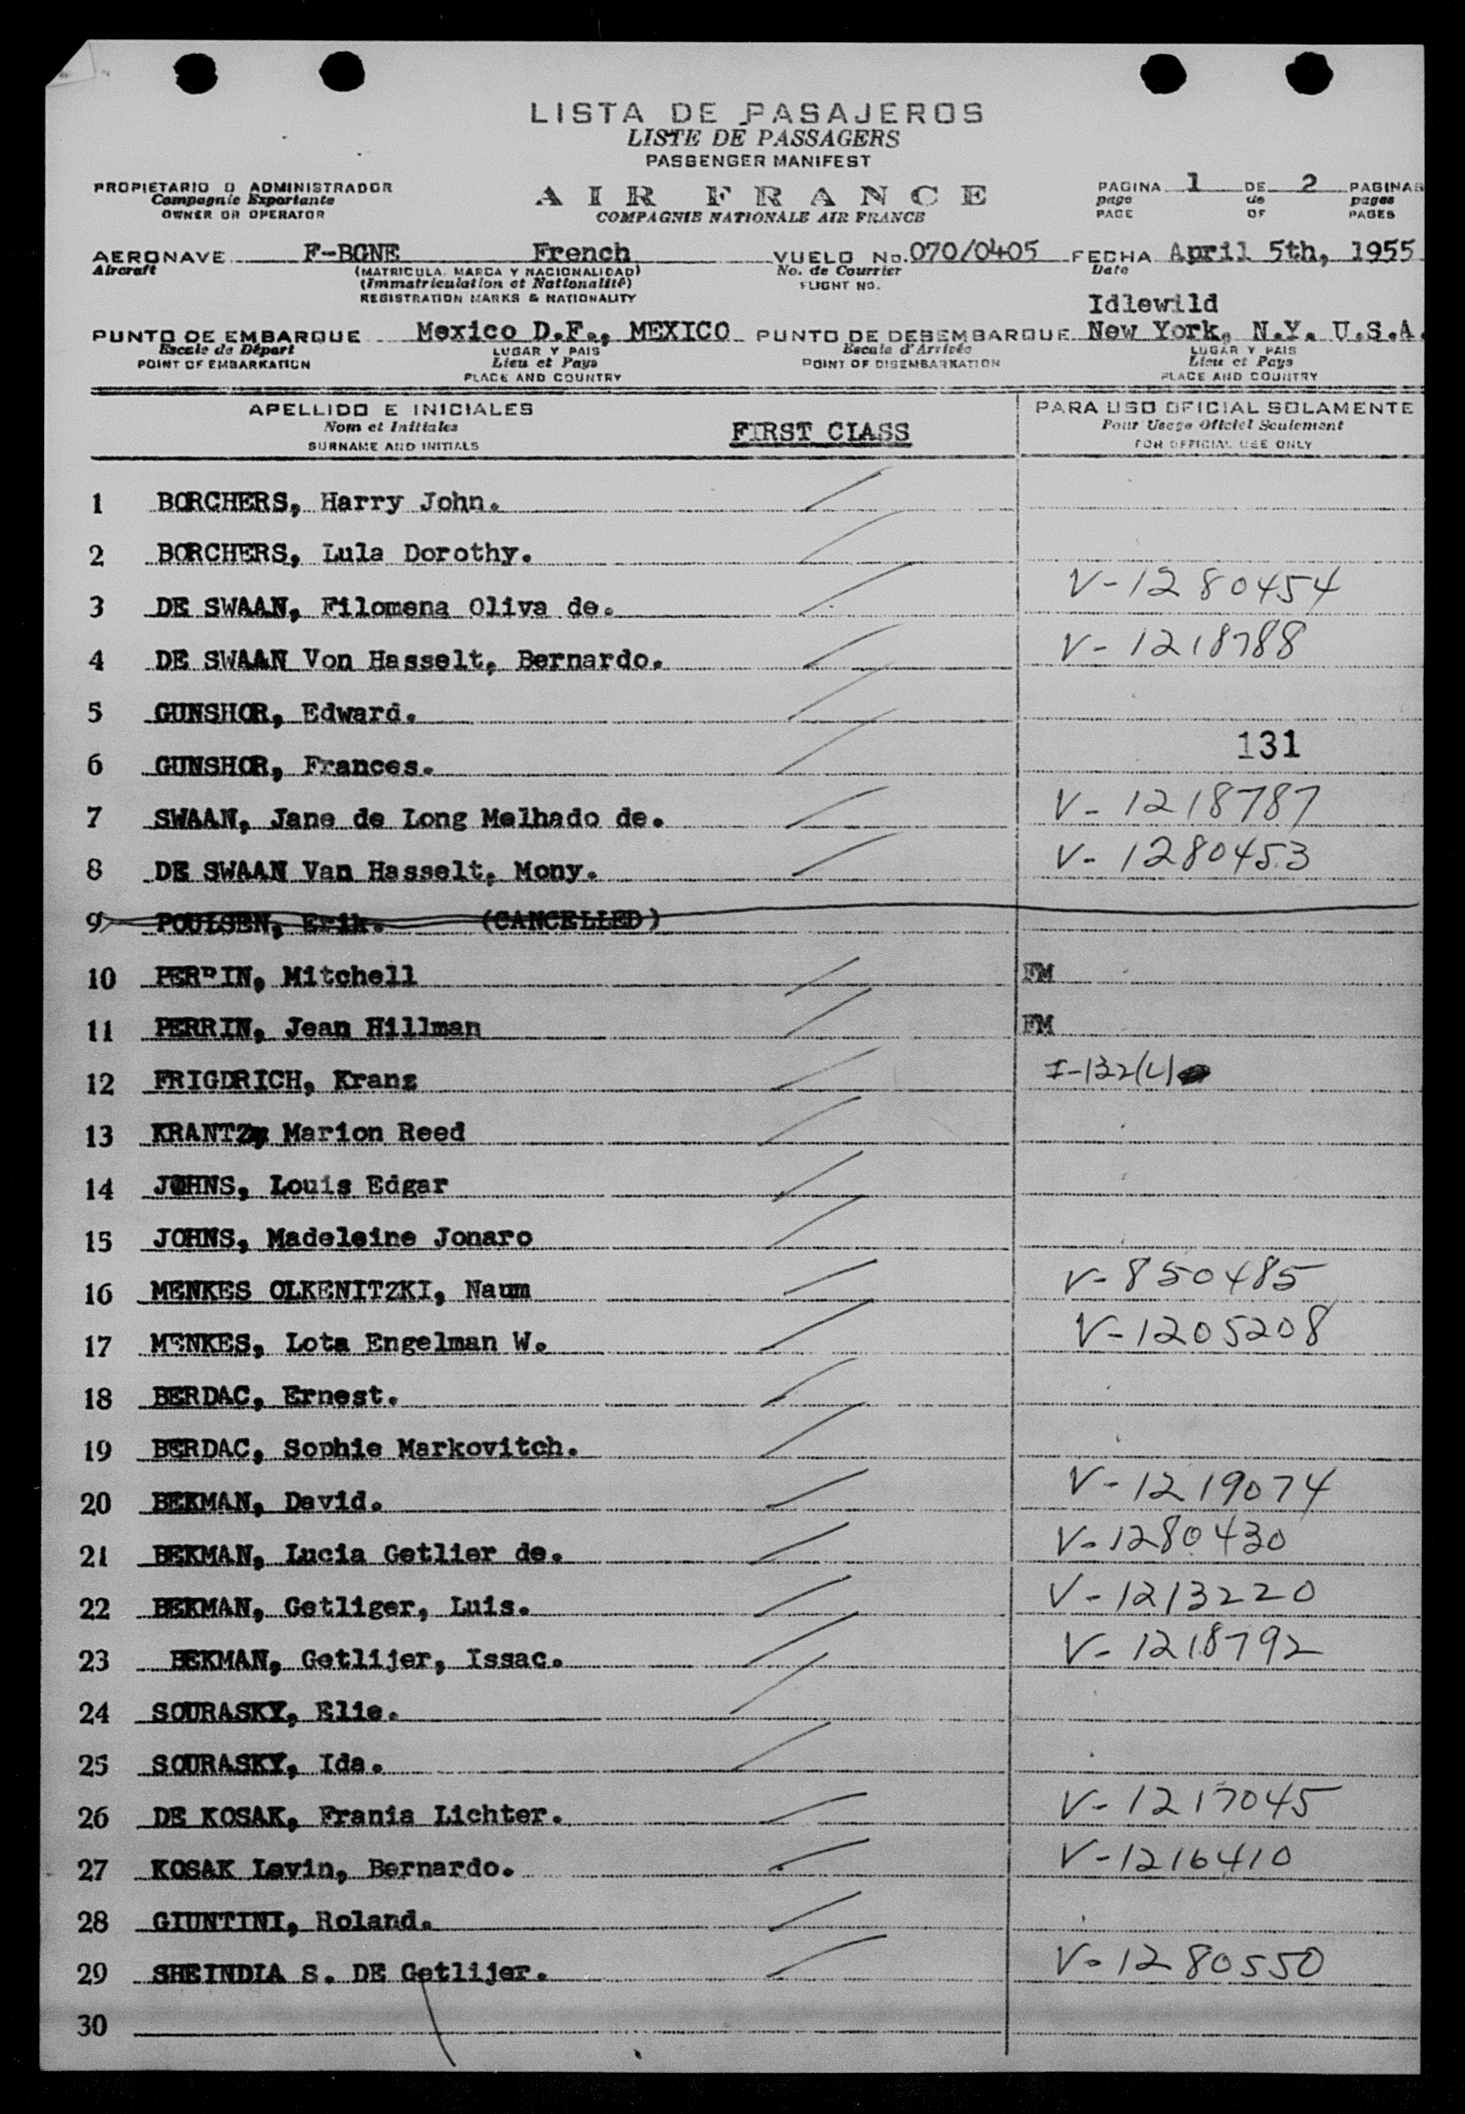 LISTA DE PASAJEROS
LISTE DE PASSAGERS
PASSENGER MANIFEST
PROPIETARIO O ADMINISTRADOR
Compagnie Exportante
OWNER OR OPERATOR
AIR FRANCE
COMPAGNIE NATIONALE AIR FRANCE
PAGINA 1 DE 2 PAGINAS
page de pages
PAGE OF PAGES
AERONAVE F-BGNE French VUELO No. 070/0405 FECHA April 5th, 1955
Aircraft (MATRICULA, MARCA Y NACIONALIDAD) No. de Courrier Date
(Immatriculation et Nationalité) FLIGHT NO.
REGISTRATION MARKS & NATIONALITY
Idlewild
PUNTO DE EMBARQUE Mexico D.F., MEXICO PUNTO DE DESEMBARQUE New York, N.Y. U.S.A.
Escale de Départ LUGAR Y PAIS Escale d'Arrivée LUGAR Y PAIS
POINT OF EMBARKATION Lieu et Pays POINT OF DISEMBARKATION Lieu et Pays
PLACE AND COUNTRY PLACE AND COUNTRY
APELLIDO E INICIALES PARA USO OFICIAL SOLAMENTE
Nom et Initiales FIRST CLASS Pour Usage Officiel Seulement
SURNAME AND INITIALS FOR OFFICIAL USE ONLY
1 BORCHERS, Harry John.
2 BORCHERS, Lula Dorothy.
3 DE SWAAN, Filomena Oliva de. V-1280454
4 DE SWAAN Von Hasselt, Bernardo. V-1218788
5 GUNSHOR, Edward.
6 GUNSHOR, Frances. 131
7 SWAAN, Jane de Long Melhado de. V-1218787
8 DE SWAAN Van Hasselt, Mony. V-1280453
9 POULSEN, Erik. (CANCELLED)
10 PERRIN, Mitchell FM
11 PERRIN, Jean Hillman FM
12 FRIGDRICH, Kranz I-132(L)
13 KRANTZ, Marion Reed
14 JOHNS, Louis Edgar
15 JOHNS, Madeleine Jonaro
16 MENKES OLKENITZKI, Naum V-850485
17 MENKES, Lota Engelman W. V-1205208
18 BERDAC, Ernest.
19 BERDAC, Sophie Markovitch.
20 BEKMAN, David. V-1219074
21 BEKMAN, Lucia Getlier de. V-1280430
22 BEKMAN, Getliger, Luis. V-1213220
23 BEKMAN, Getlijer, Issac. V-1218792
24 SOURASKY, Elie.
25 SOURASKY, Ida.
26 DE KOSAK, Frania Lichter. V-1217045
27 KOSAK Levin, Bernardo. V-1216410
28 GIUNTINI, Roland.
29 SHEINDIA S. DE Getlijer. V-1280550
30